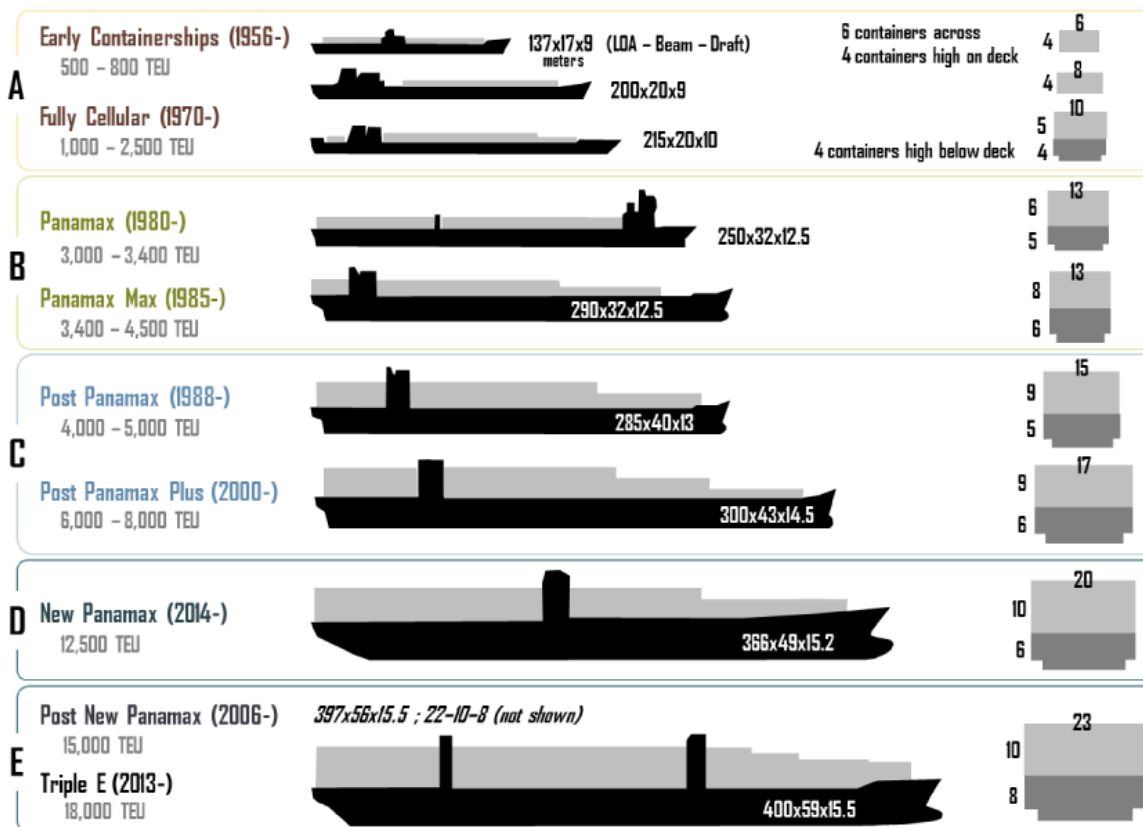 A
Early Containerships (1956-)
500 – 800 TEU
137x17x9 (LOA – Beam – Draft)
meters
6 containers across
4 containers high on deck
6
4
200x20x9
8
4
Fully Cellular (1970-)
1,000 – 2,500 TEU
215x20x10
4 containers high below deck
10
5
4
B
Panamax (1980-)
3,000 – 3,400 TEU
250x32x12.5
13
6
5
Panamax Max (1985-)
3,400 – 4,500 TEU
290x32x12.5
13
8
6
C
Post Panamax (1988-)
4,000 – 5,000 TEU
285x40x13
15
9
5
Post Panamax Plus (2000-)
6,000 – 8,000 TEU
300x43x14.5
17
9
6
D
New Panamax (2014-)
12,500 TEU
366x49x15.2
20
10
6
E
Post New Panamax (2006-)
15,000 TEU
397x56x15.5 ; 22–10–8 (not shown)
Triple E (2013-)
18,000 TEU
400x59x15.5
23
10
8